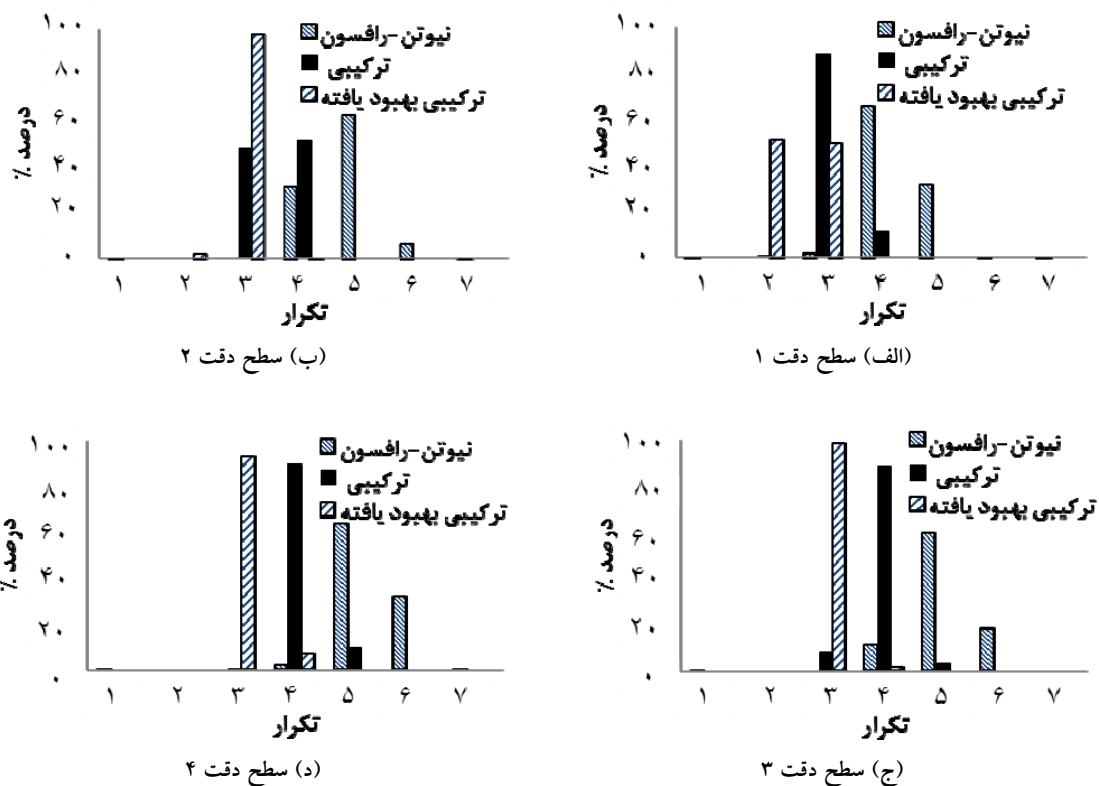 نیوتن-رافسون
ترکیبی
ترکیبی بهبود یافته
درصد %
۱۰۰
۸۰
۶۰
۴۰
۲۰
۰
۱ ۲ ۳ ۴ ۵ ۶ ۷
تکرار
(الف) سطح دقت ۱
نیوتن-رافسون
ترکیبی
ترکیبی بهبود یافته
درصد %
۱۰۰
۸۰
۶۰
۴۰
۲۰
۰
۱ ۲ ۳ ۴ ۵ ۶ ۷
تکرار
(ب) سطح دقت ۲
نیوتن-رافسون
ترکیبی
ترکیبی بهبود یافته
درصد %
۱۰۰
۸۰
۶۰
۴۰
۲۰
۰
۱ ۲ ۳ ۴ ۵ ۶ ۷
تکرار
(ج) سطح دقت ۳
نیوتن-رافسون
ترکیبی
ترکیبی بهبود یافته
درصد %
۱۰۰
۸۰
۶۰
۴۰
۲۰
۰
۱ ۲ ۳ ۴ ۵ ۶ ۷
تکرار
(د) سطح دقت ۴